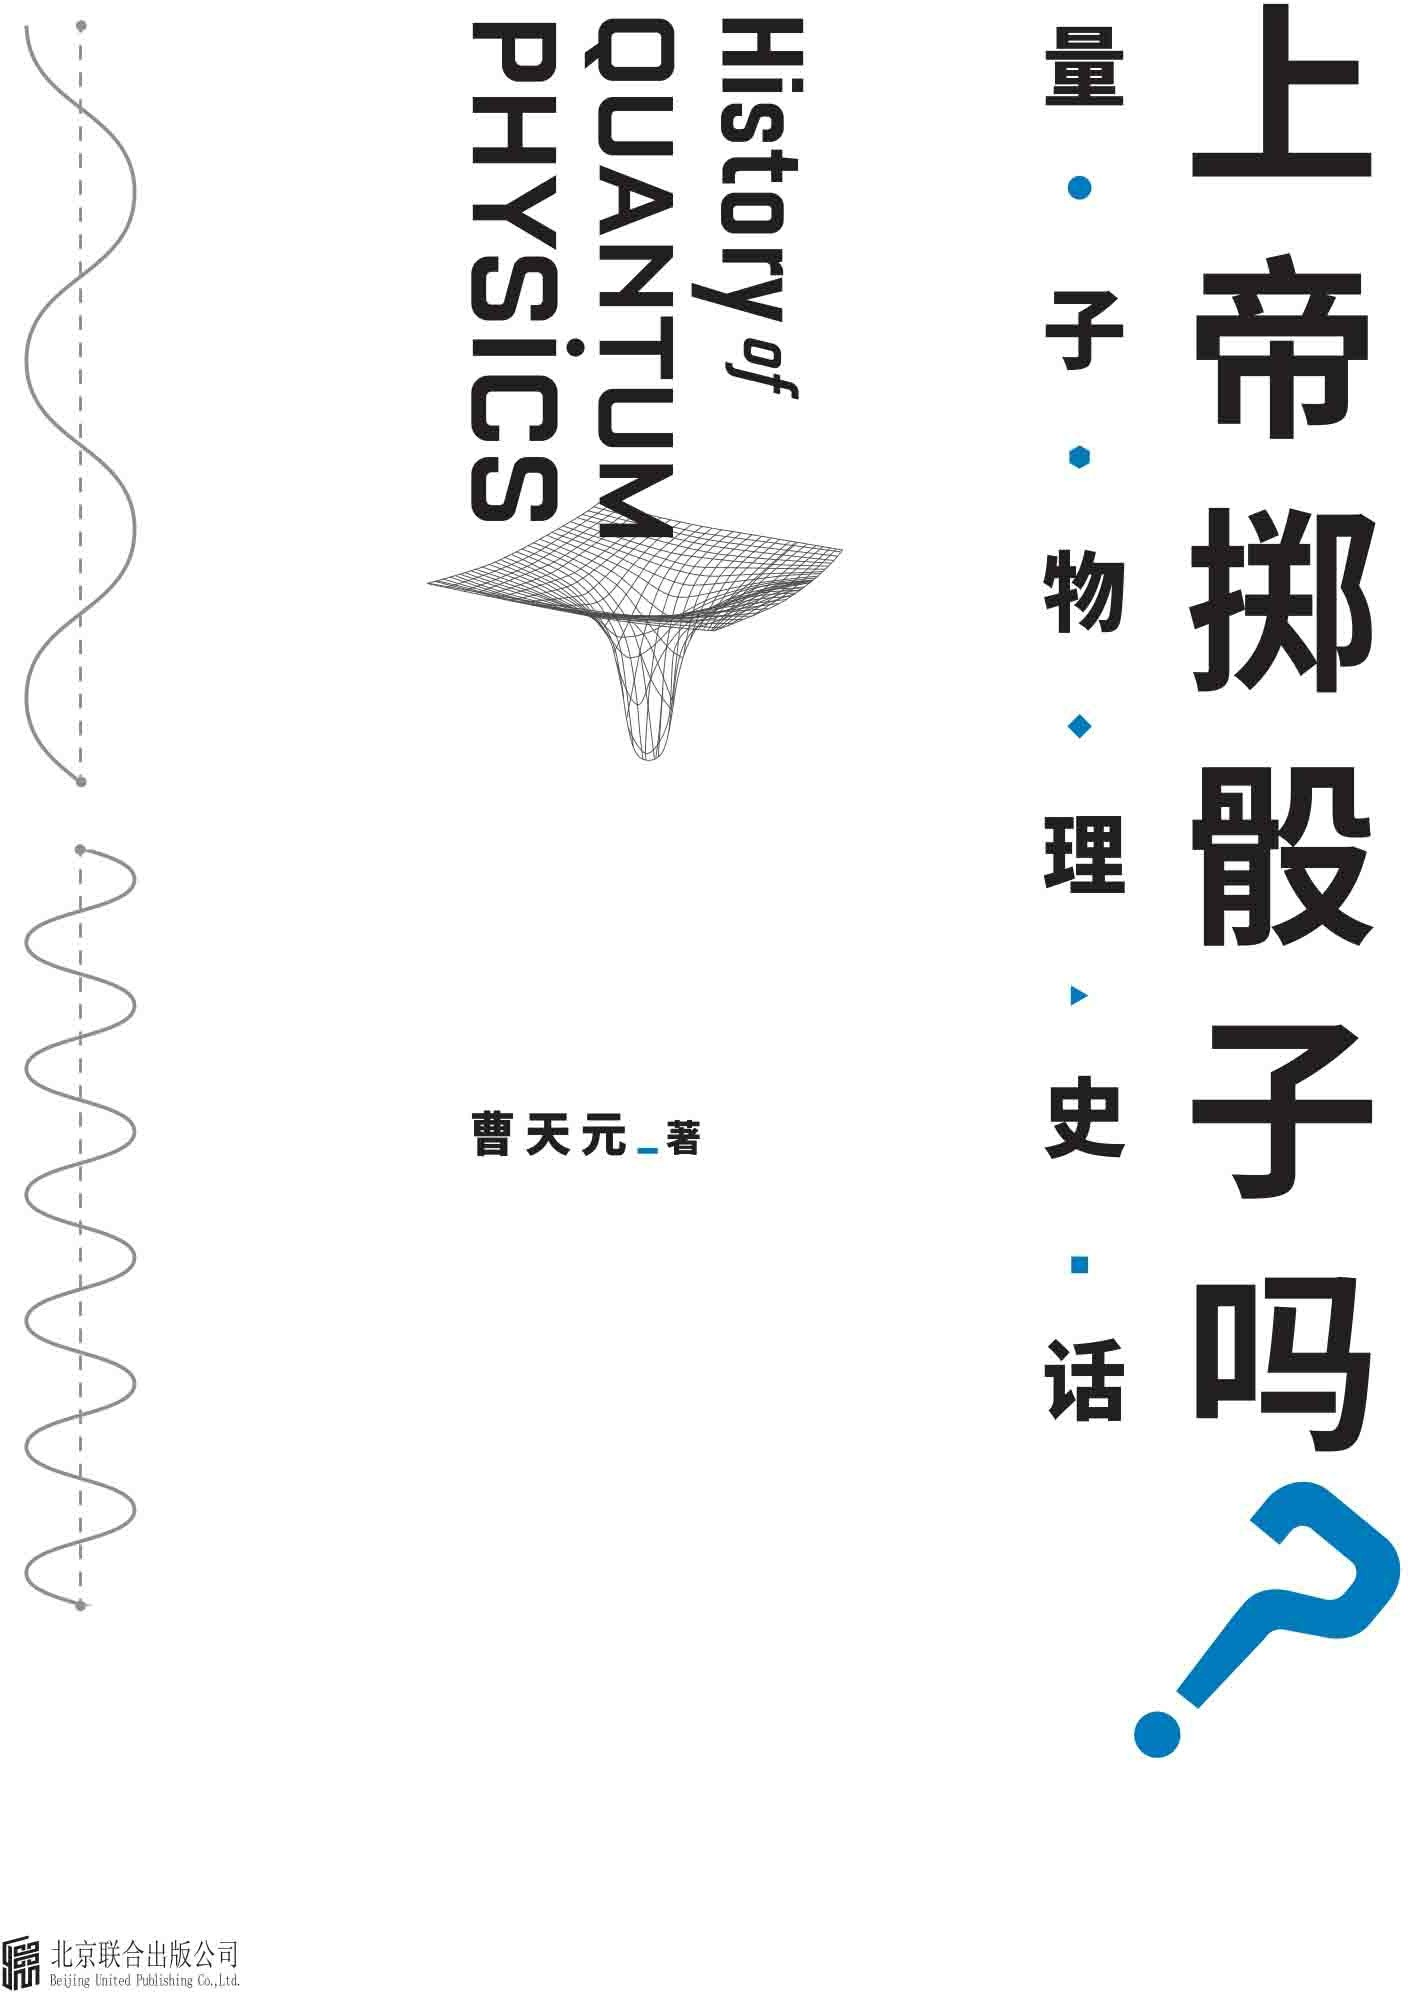 上帝掷骰子吗?
量·子·物·理·史·话
History of
QUANTUM
PHYSICS
曹天元_著
北京联合出版公司
Beijing United Publishing Co.,Ltd.